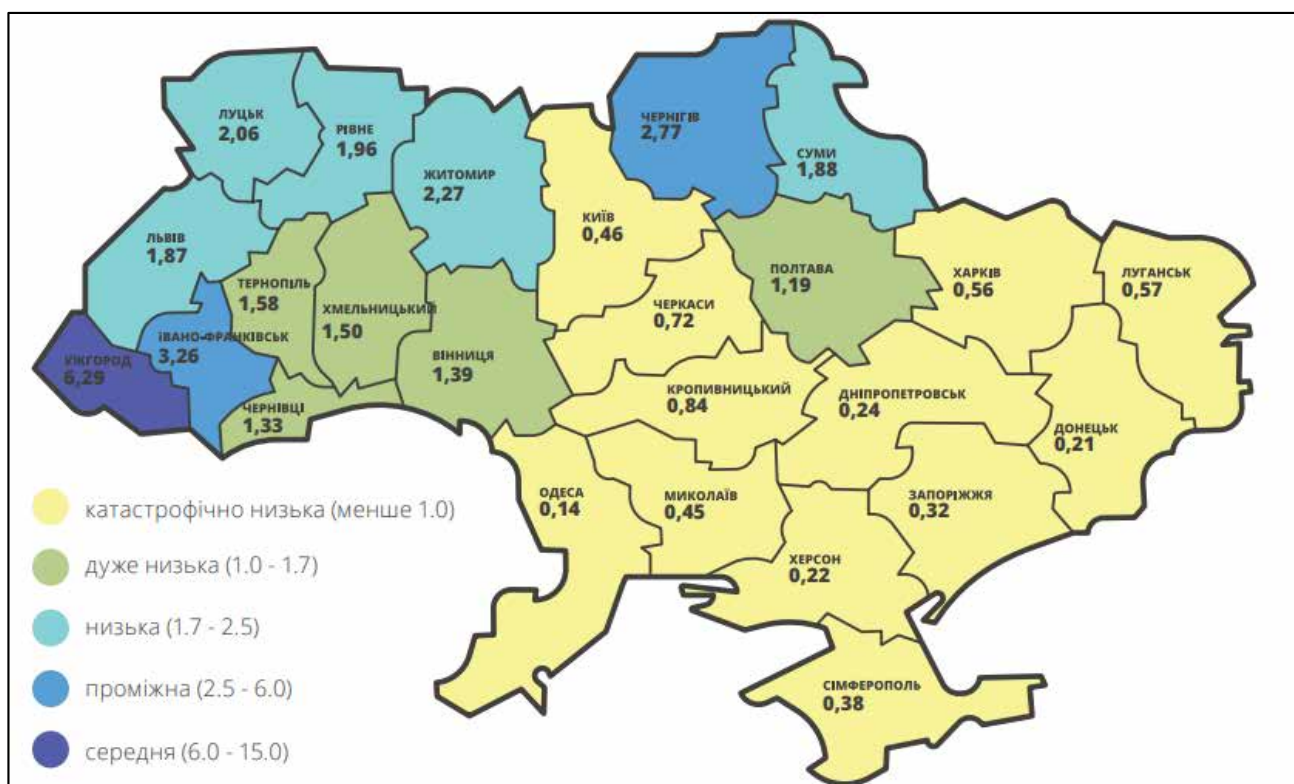 ЛУЦЬК
2,06
РІВНЕ
1,96
ЖИТОМИР
2,27
ЧЕРНІГІВ
2,77
СУМИ
1,88
КИЇВ
0,46
ЛЬВІВ
1,87
ТЕРНОПІЛЬ
1,58
ХМЕЛЬНИЦЬКИЙ
1,50
ІВАНО-ФРАНКІВСЬК
3,26
УЖГОРОД
6,29
ЧЕРНІВЦІ
1,33
ВІННИЦЯ
1,39
ЧЕРКАСИ
0,72
ПОЛТАВА
1,19
ХАРКІВ
0,56
ЛУГАНСЬК
0,57
КРОПИВНИЦЬКИЙ
0,84
ДНІПРОПЕТРОВСЬК
0,24
ДОНЕЦЬК
0,21
ОДЕСА
0,14
МИКОЛАЇВ
0,45
ЗАПОРІЖЖЯ
0,32
ХЕРСОН
0,22
СІМФЕРОПОЛЬ
0,38
катастрофічно низька (менше 1.0)
дуже низька (1.0 - 1.7)
низька (1.7 - 2.5)
проміжна (2.5 - 6.0)
середня (6.0 - 15.0)